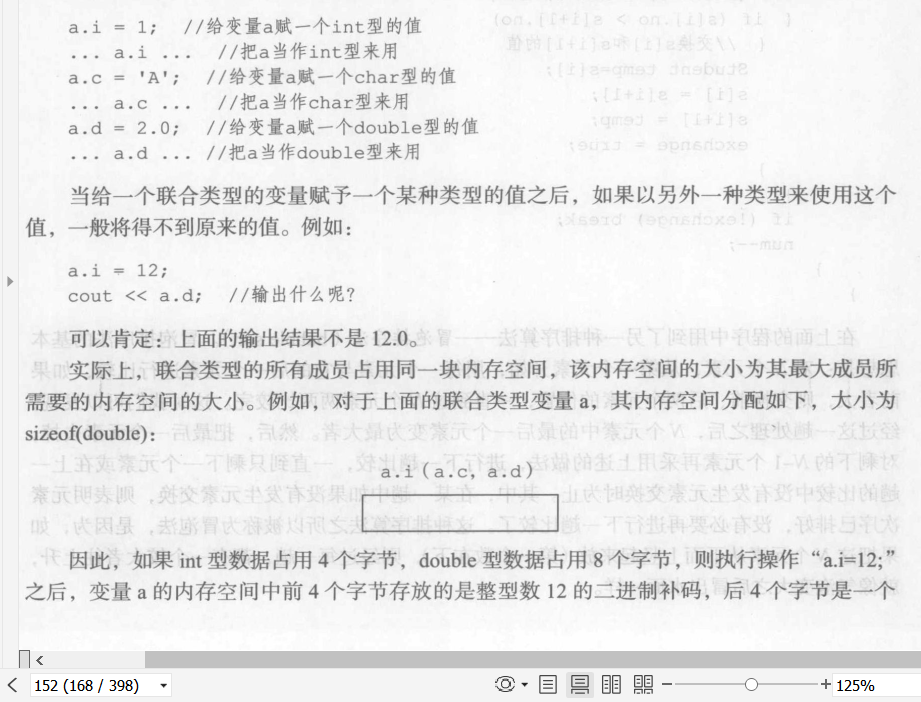 a.i = 1;  //给变量a赋一个int型的值
... a.i ...  //把a当作int型来用
a.c = 'A';  //给变量a赋一个char型的值
... a.c ...  //把a当作char型来用
a.d = 2.0;  //给变量a赋一个double型的值
... a.d ... //把a当作double型来用
当给一个联合类型的变量赋予一个某种类型的值之后，如果以另外一种类型来使用这个
值，一般将得不到原来的值。例如：
a.i = 12;
cout << a.d;  //输出什么呢？
可以肯定：上面的输出结果不是 12.0。
实际上，联合类型的所有成员占用同一块内存空间，该内存空间的大小为其最大成员所
需要的内存空间的大小。例如，对于上面的联合类型变量 a，其内存空间分配如下，大小为
sizeof(double)：
a.i(a.c, a.d)
因此，如果 int 型数据占用 4 个字节，double 型数据占用 8 个字节，则执行操作“a.i=12;”
之后，变量 a 的内存空间中前 4 个字节存放的是整型数 12 的二进制补码，后 4 个字节是一个
152 (168 / 398)
125%